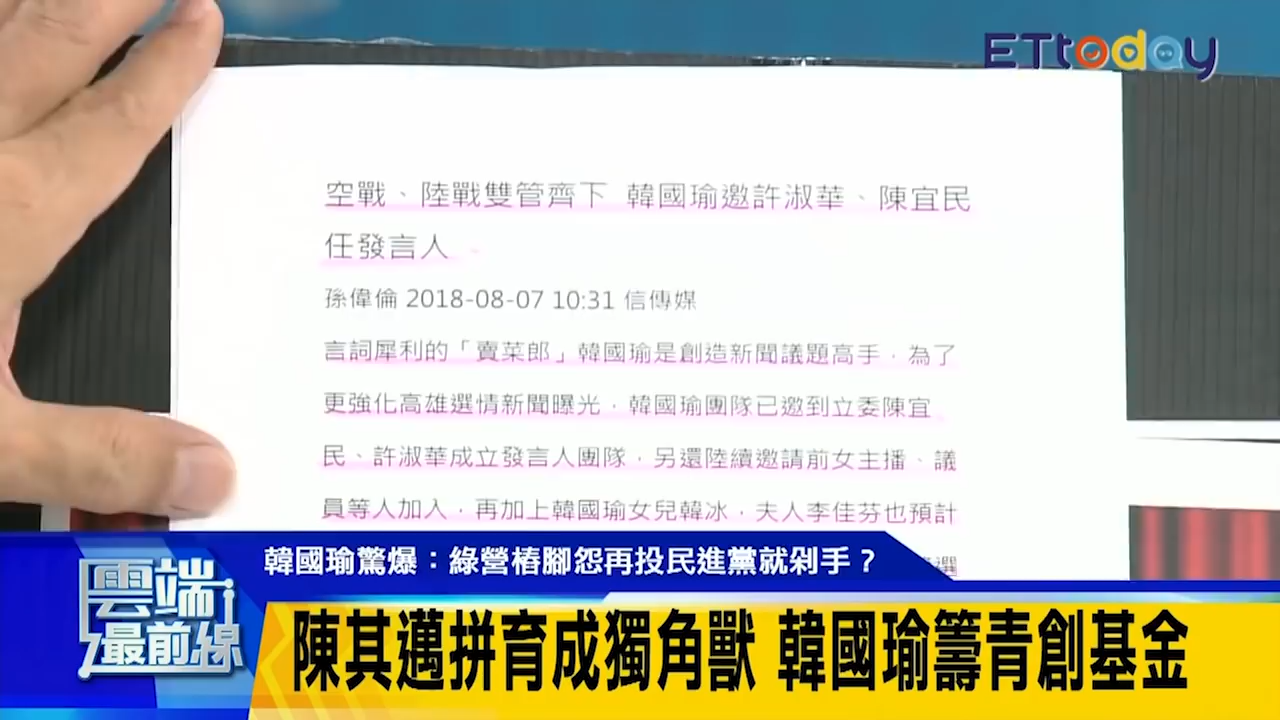 ETtoday
空戰、陸戰雙管齊下 韓國瑜邀許淑華、陳宜民
任發言人
孫偉倫 2018-08-07 10:31 信傳媒
言詞犀利的「賣菜郎」韓國瑜是創造新聞議題高手，為了
更強化高雄選情新聞曝光，韓國瑜團隊已邀到立委陳宜
民、許淑華成立發言人團隊，另還陸續邀請前女主播、議
員等人加入，再加上韓國瑜女兒韓冰，夫人李佳芬也預計
韓國瑜驚爆：綠營樁腳怨再投民進黨就剁手？
雲端最前線
陳其邁拼育成獨角獸 韓國瑜籌青創基金